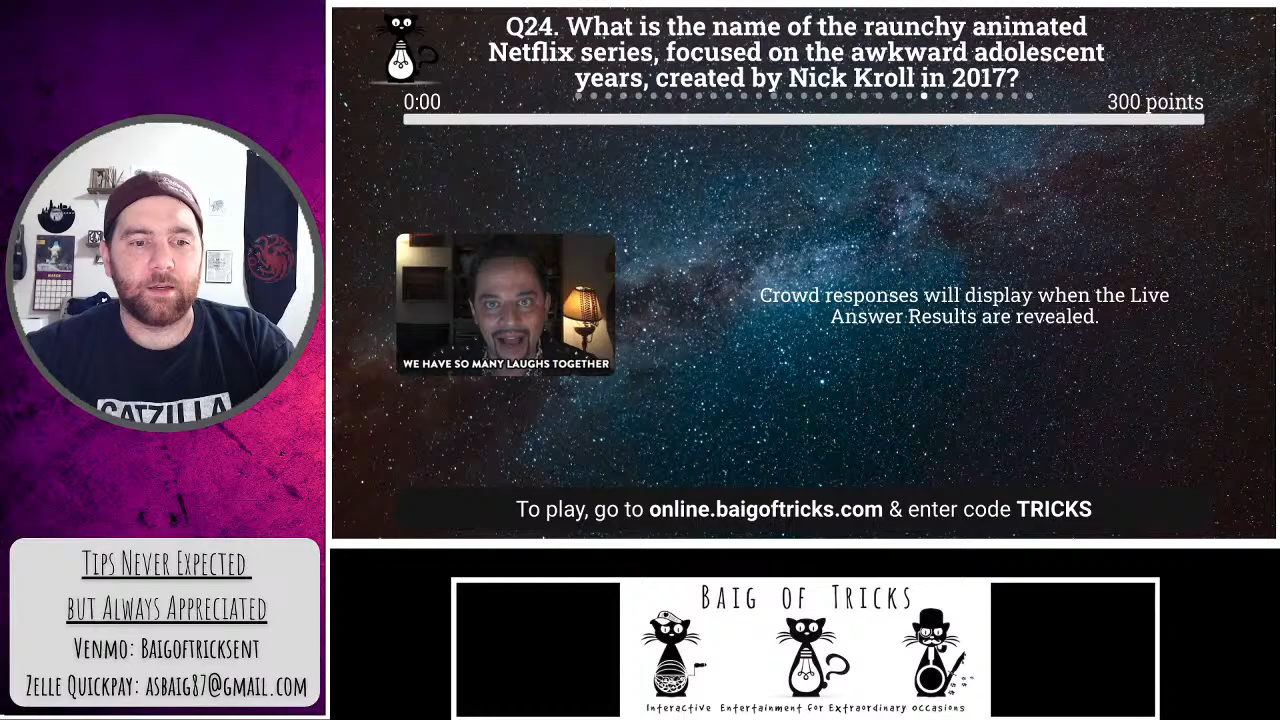 Q24. What is the name of the raunchy animated
Netflix series, focused on the awkward adolescent
years, created by Nick Kroll in 2017?
0:00
300 points
WE HAVE SO MANY LAUGHS TOGETHER
Crowd responses will display when the Live
Answer Results are revealed.
To play, go to online.baigoftricks.com & enter code TRICKS
CATZILLA
Tips Never Expected
but Always Appreciated
Venmo: Baigoftricksent
Zelle Quickpay: asbaig87@gmail.com
Baig of Tricks
Interactive Entertainment for Extraordinary Occasions